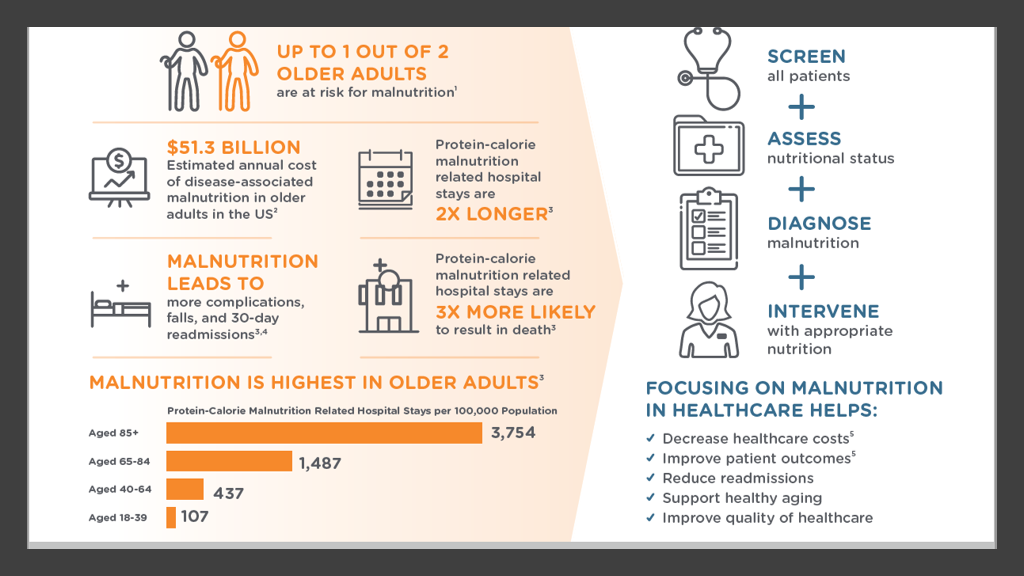 UP TO 1 OUT OF 2
OLDER ADULTS
are at risk for malnutrition¹
$51.3 BILLION
Estimated annual cost
of disease-associated
malnutrition in older
adults in the US²
Protein-calorie
malnutrition
related hospital
stays are
2X LONGER³
MALNUTRITION
LEADS TO
more complications,
falls, and 30-day
readmissions³,⁴
Protein-calorie
malnutrition related
hospital stays are
3X MORE LIKELY
to result in death³
MALNUTRITION IS HIGHEST IN OLDER ADULTS³
Protein-Calorie Malnutrition Related Hospital Stays per 100,000 Population
Aged 85+ 3,754
Aged 65-84 1,487
Aged 40-64 437
Aged 18-39 107
SCREEN
all patients
ASSESS
nutritional status
DIAGNOSE
malnutrition
INTERVENE
with appropriate
nutrition
FOCUSING ON MALNUTRITION
IN HEALTHCARE HELPS:
✓ Decrease healthcare costs⁵
✓ Improve patient outcomes⁵
✓ Reduce readmissions
✓ Support healthy aging
✓ Improve quality of healthcare